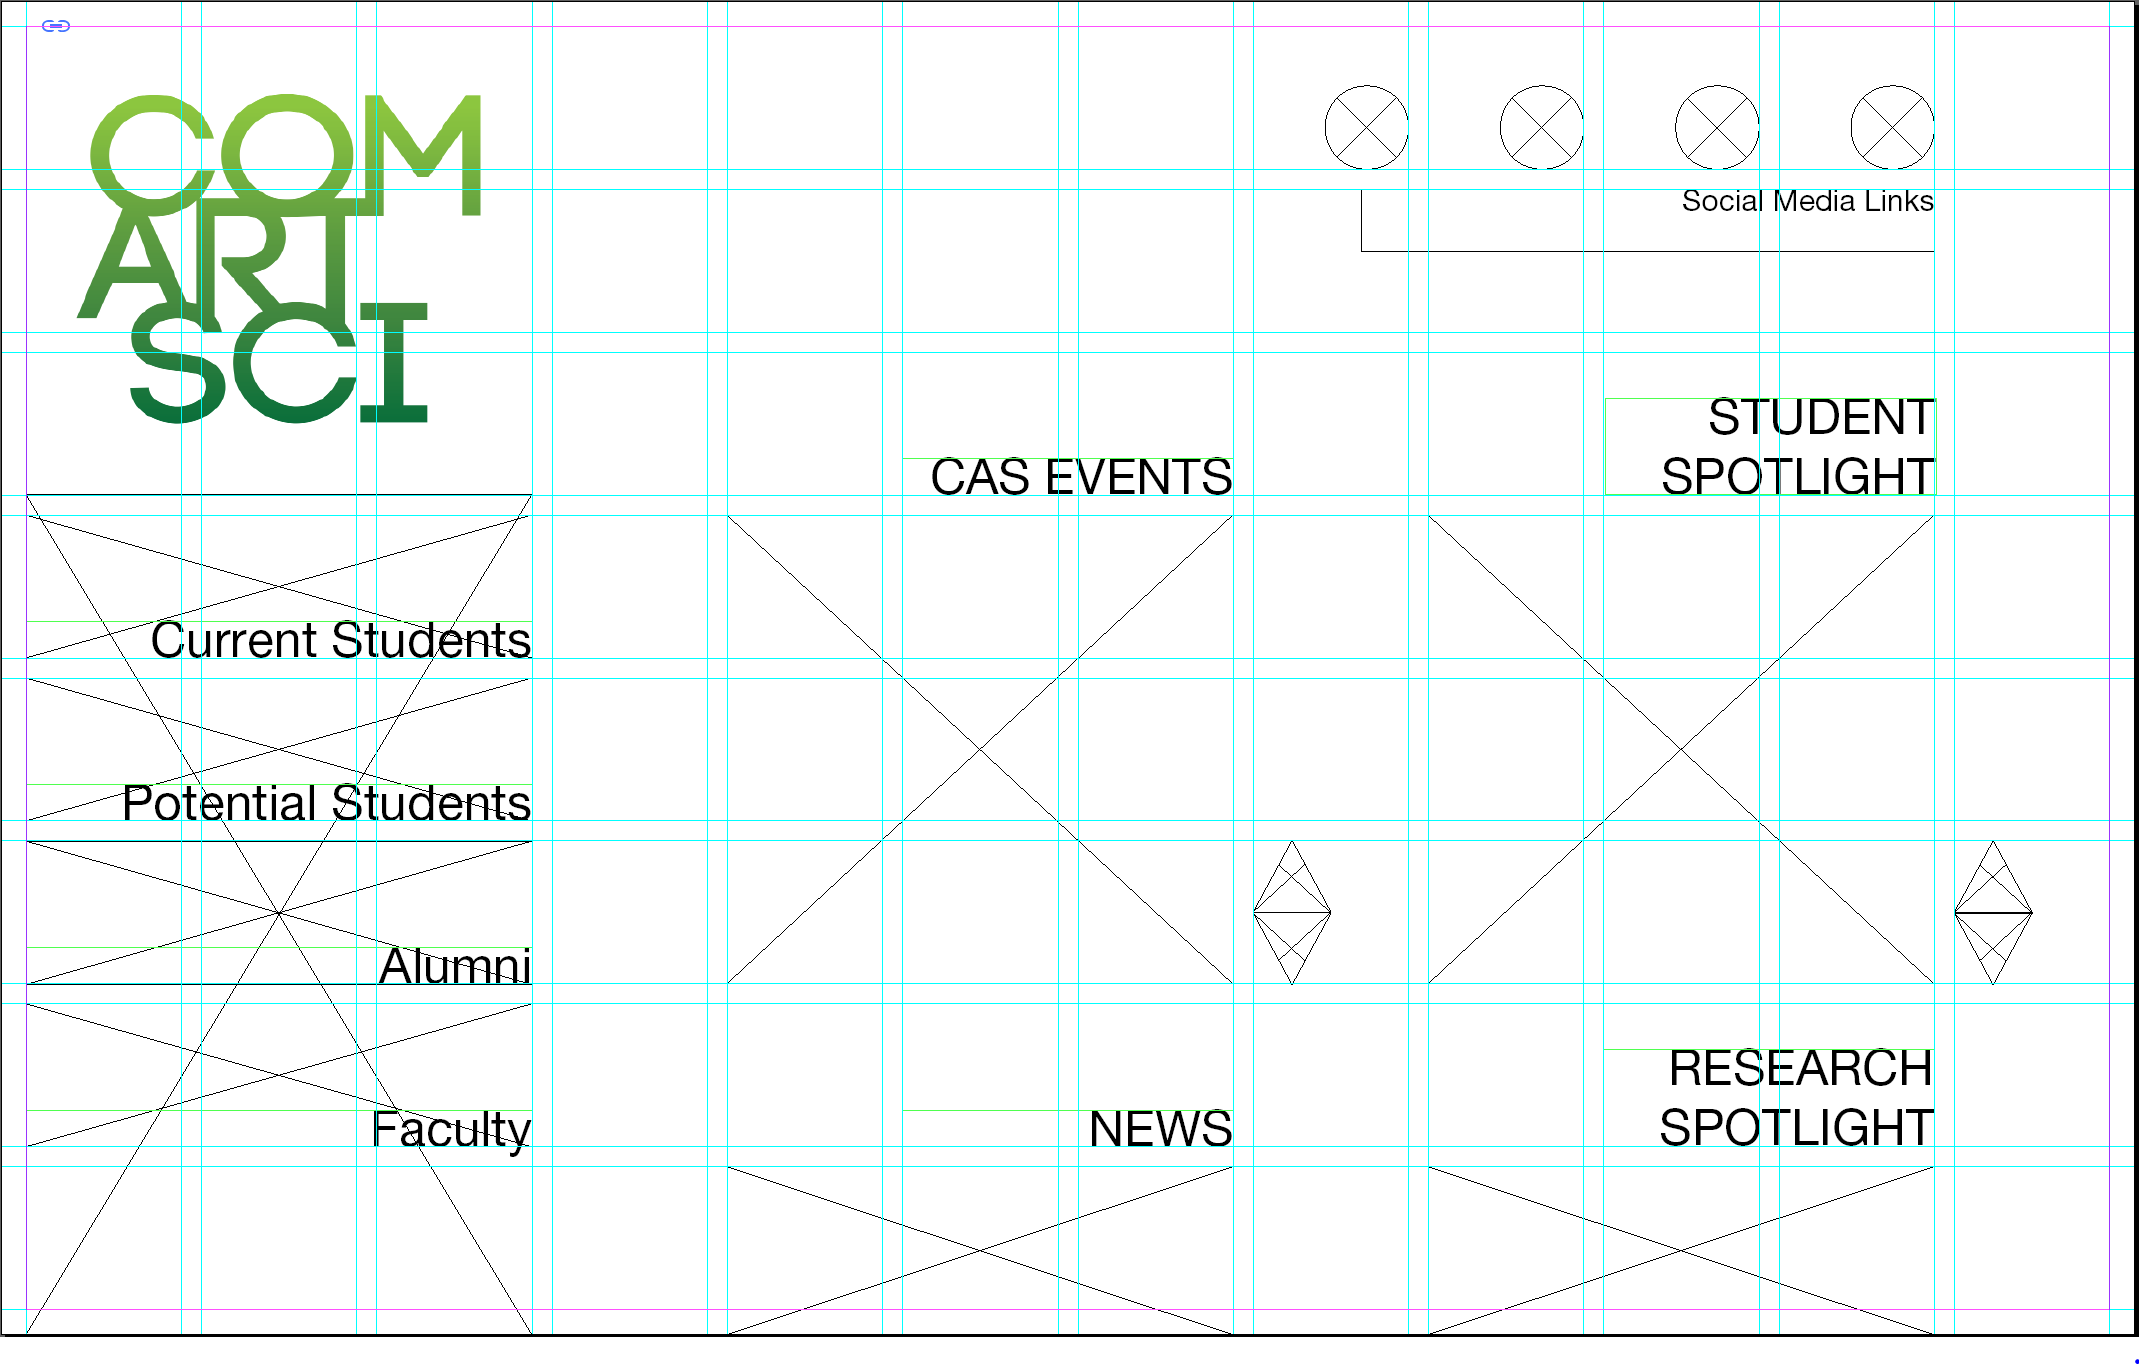 COM
ART
SCI
Social Media Links
CAS EVENTS
STUDENT
SPOTLIGHT
Current Students
Potential Students
Alumni
Faculty
NEWS
RESEARCH
SPOTLIGHT